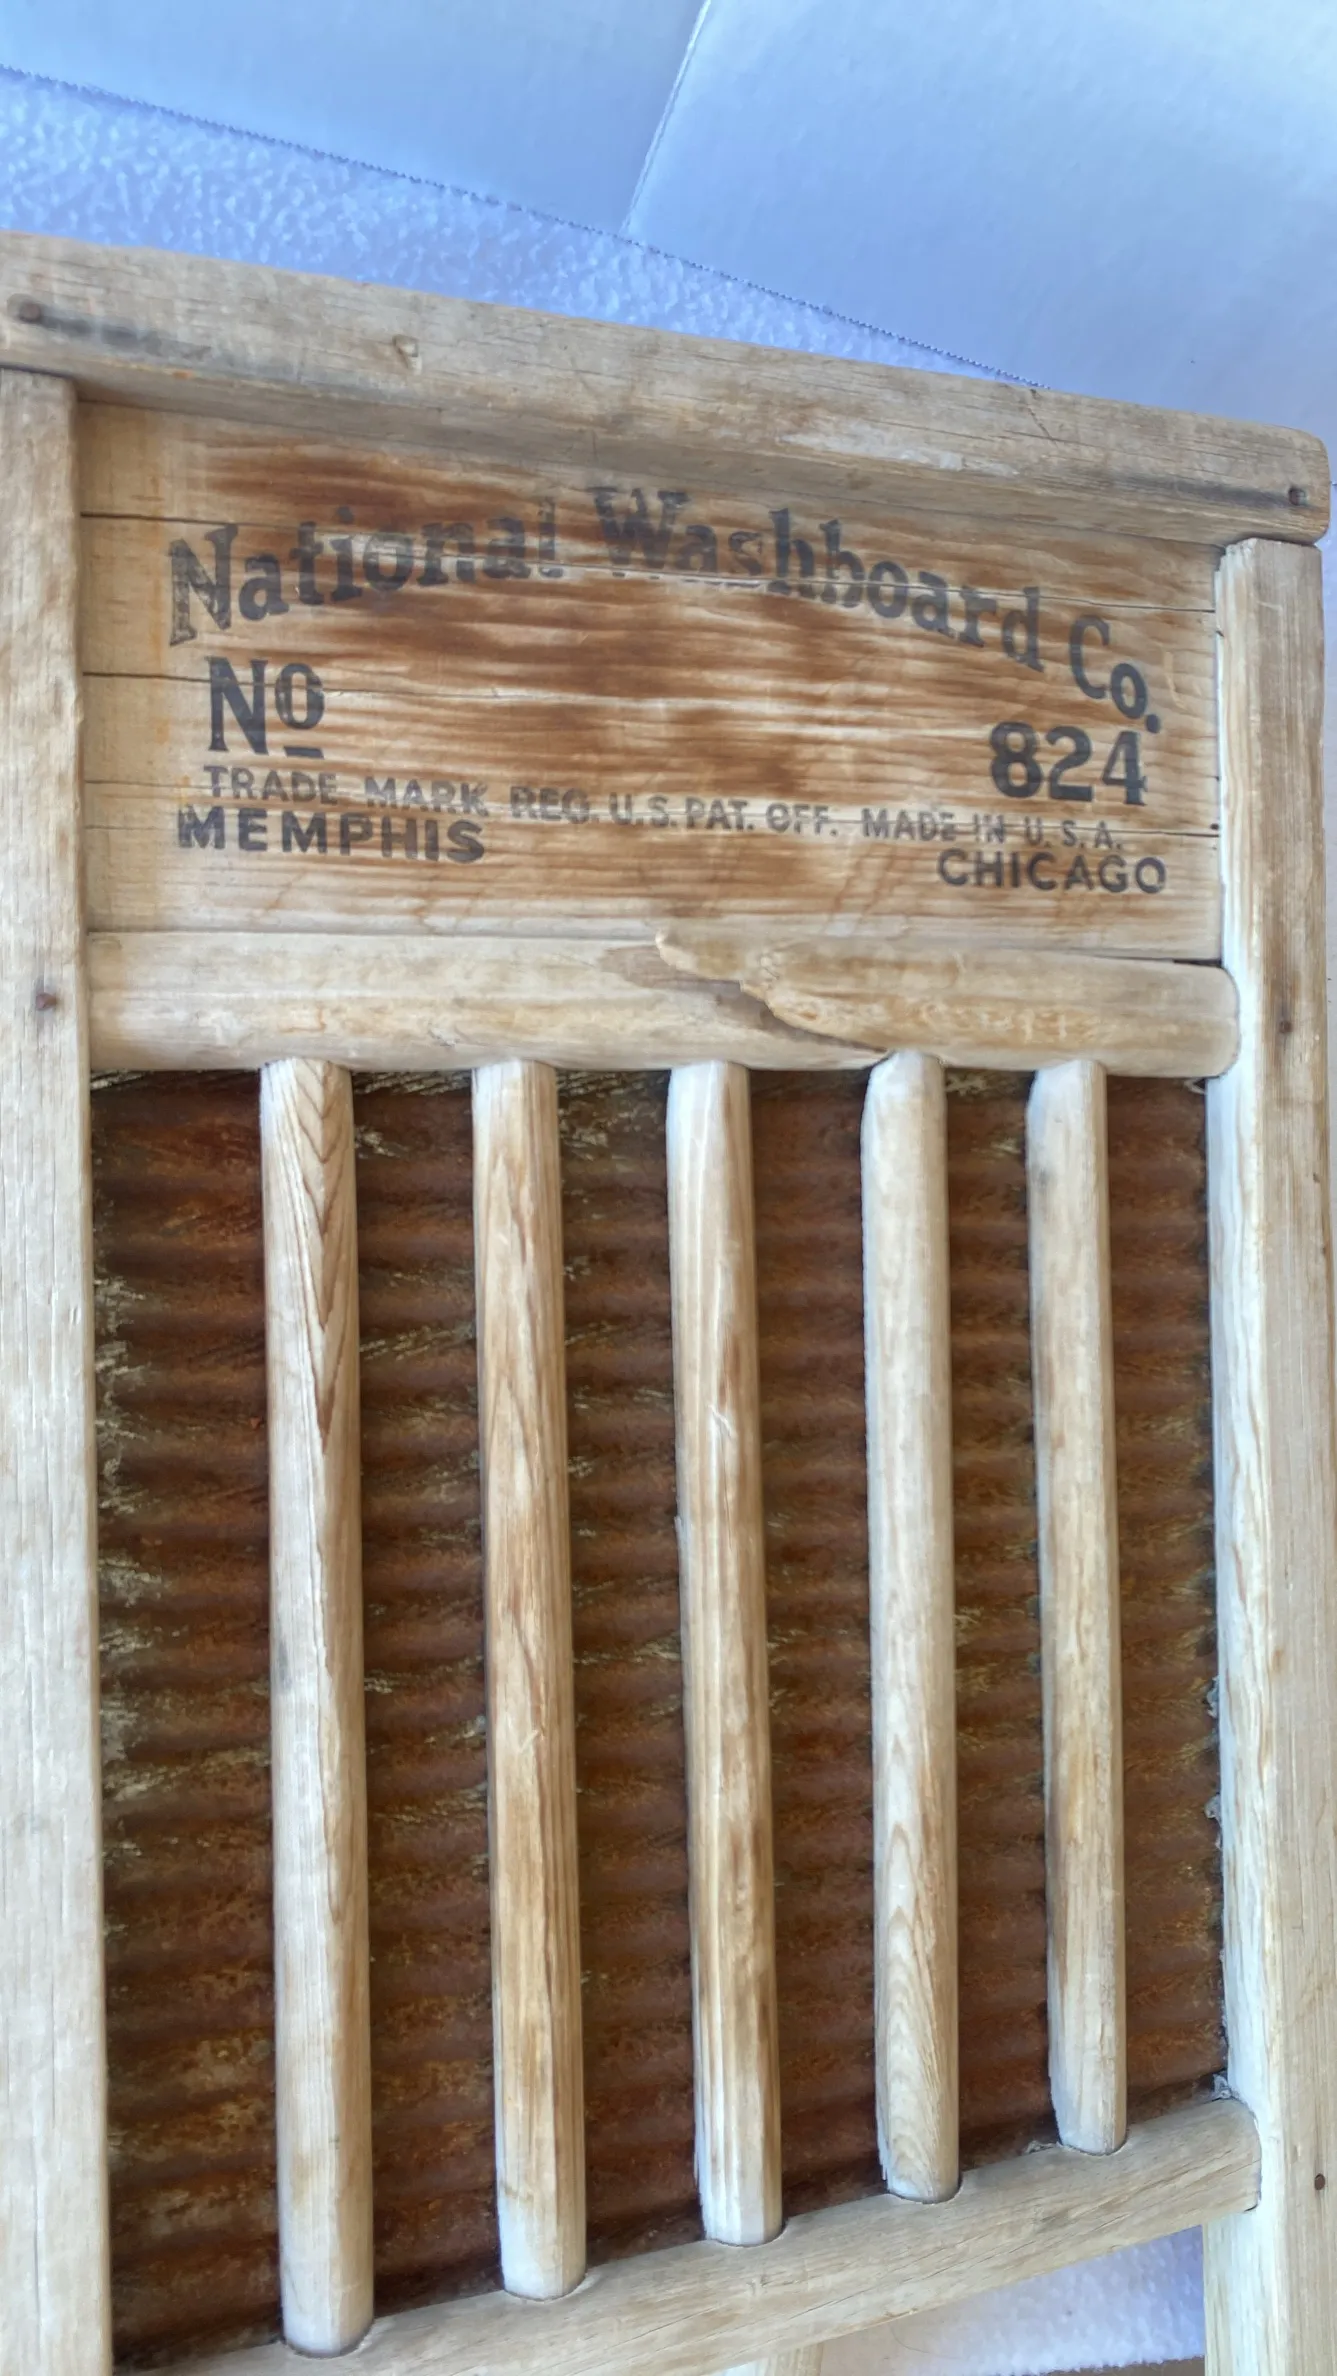 National Washboard Co.
No 824
TRADE MARK REG. U.S. PAT. OFF. MADE IN U.S.A.
MEMPHIS CHICAGO